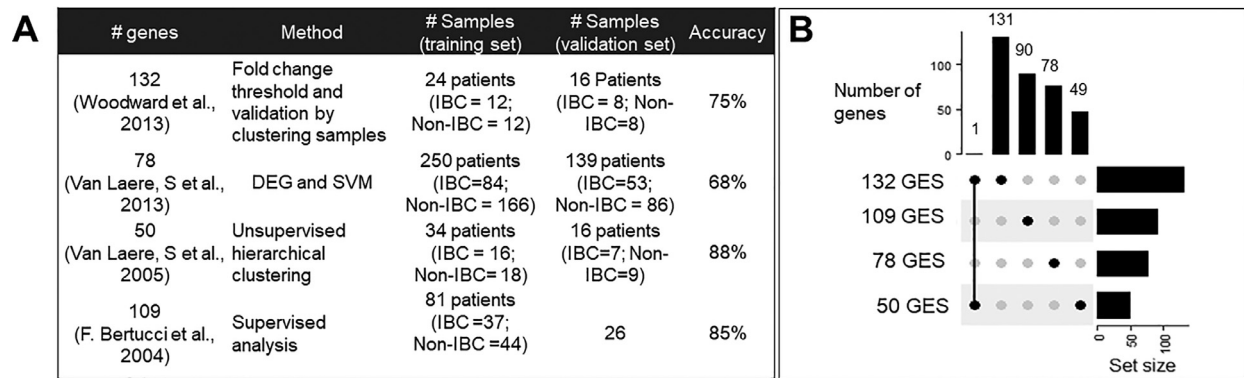 A
# genes
Method
# Samples
(training set)
# Samples
(validation set)
Accuracy
132
(Woodward et al.,
2013)
Fold change
threshold and
validation by
clustering samples
24 patients
(IBC = 12;
Non-IBC = 12)
16 Patients
(IBC = 8; Non-
IBC=8)
75%
78
(Van Laere, S et al.,
2013)
DEG and SVM
250 patients
(IBC=84;
Non-IBC = 166)
139 patients
(IBC=53;
Non-IBC = 86)
68%
50
(Van Laere, S et al.,
2005)
Unsupervised
hierarchical
clustering
34 patients
(IBC = 16;
Non-IBC= 18)
16 patients
(IBC=7; Non-
IBC=9)
88%
109
(F. Bertucci et al.,
2004)
Supervised
analysis
81 patients
(IBC=37;
Non-IBC =44)
26
85%
B
Number of
genes
100
50
0
1
131
90
78
49
132 GES
109 GES
78 GES
50 GES
0
50
100
Set size